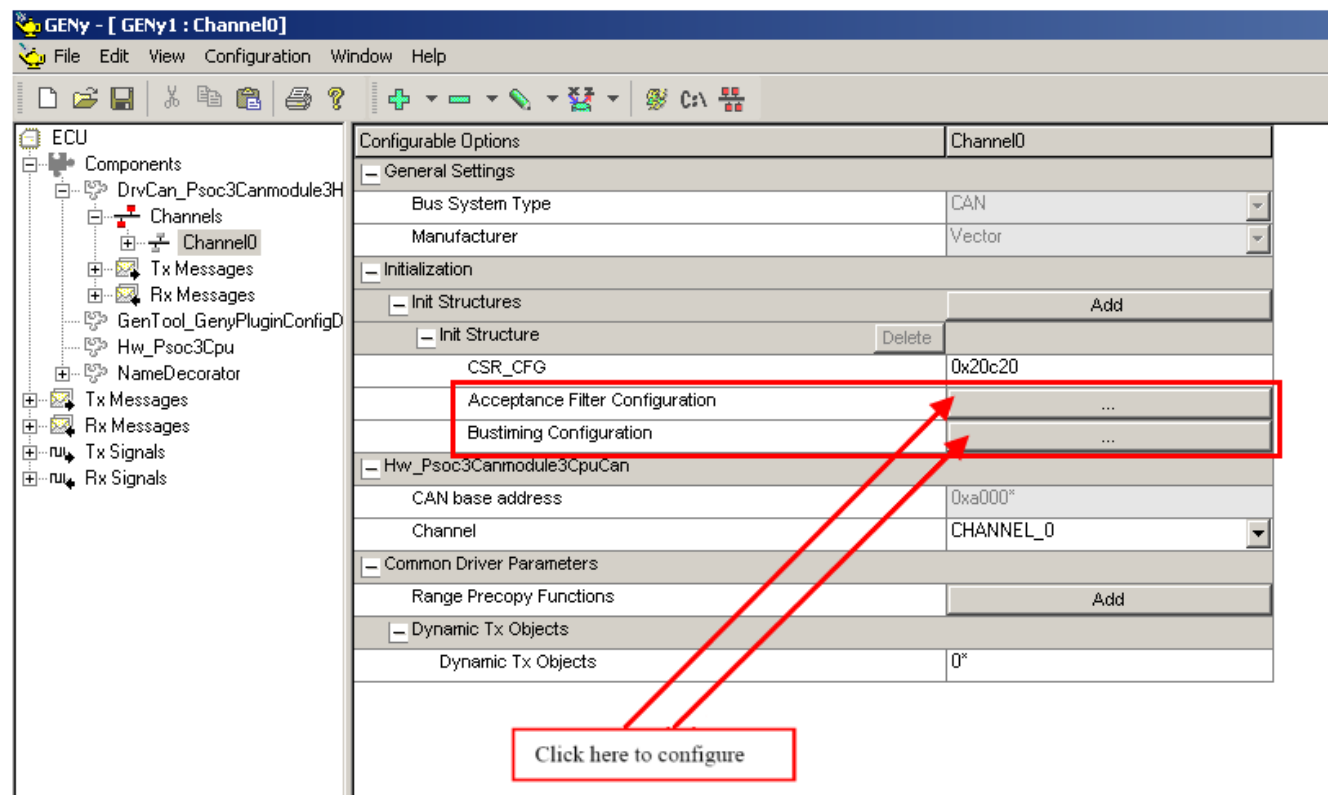 GENy - [ GENy1 : Channel0]
File Edit View Configuration Window Help
C:\
ECU
Components
DrvCan_Psoc3Canmodule3H
Channels
Channel0
Tx Messages
Rx Messages
GenTool_GenyPluginConfigD
Hw_Psoc3Cpu
NameDecorator
Tx Messages
Rx Messages
Tx Signals
Rx Signals
Configurable Options Channel0
General Settings
Bus System Type CAN
Manufacturer Vector
Initialization
Init Structures Add
Init Structure Delete
CSR_CFG 0x20c20
Acceptance Filter Configuration ...
Bustiming Configuration ...
Hw_Psoc3Canmodule3CpuCan
CAN base address 0xa000*
Channel CHANNEL_0
Common Driver Parameters
Range Precopy Functions Add
Dynamic Tx Objects
Dynamic Tx Objects 0*
Click here to configure